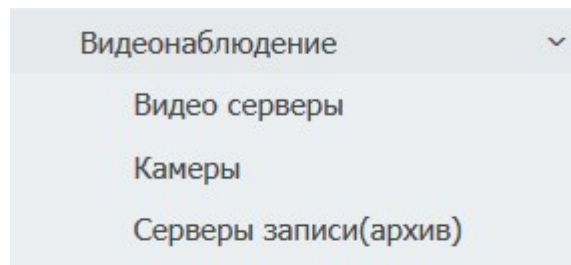 Видеонаблюдение
Видео серверы
Камеры
Серверы записи(архив)